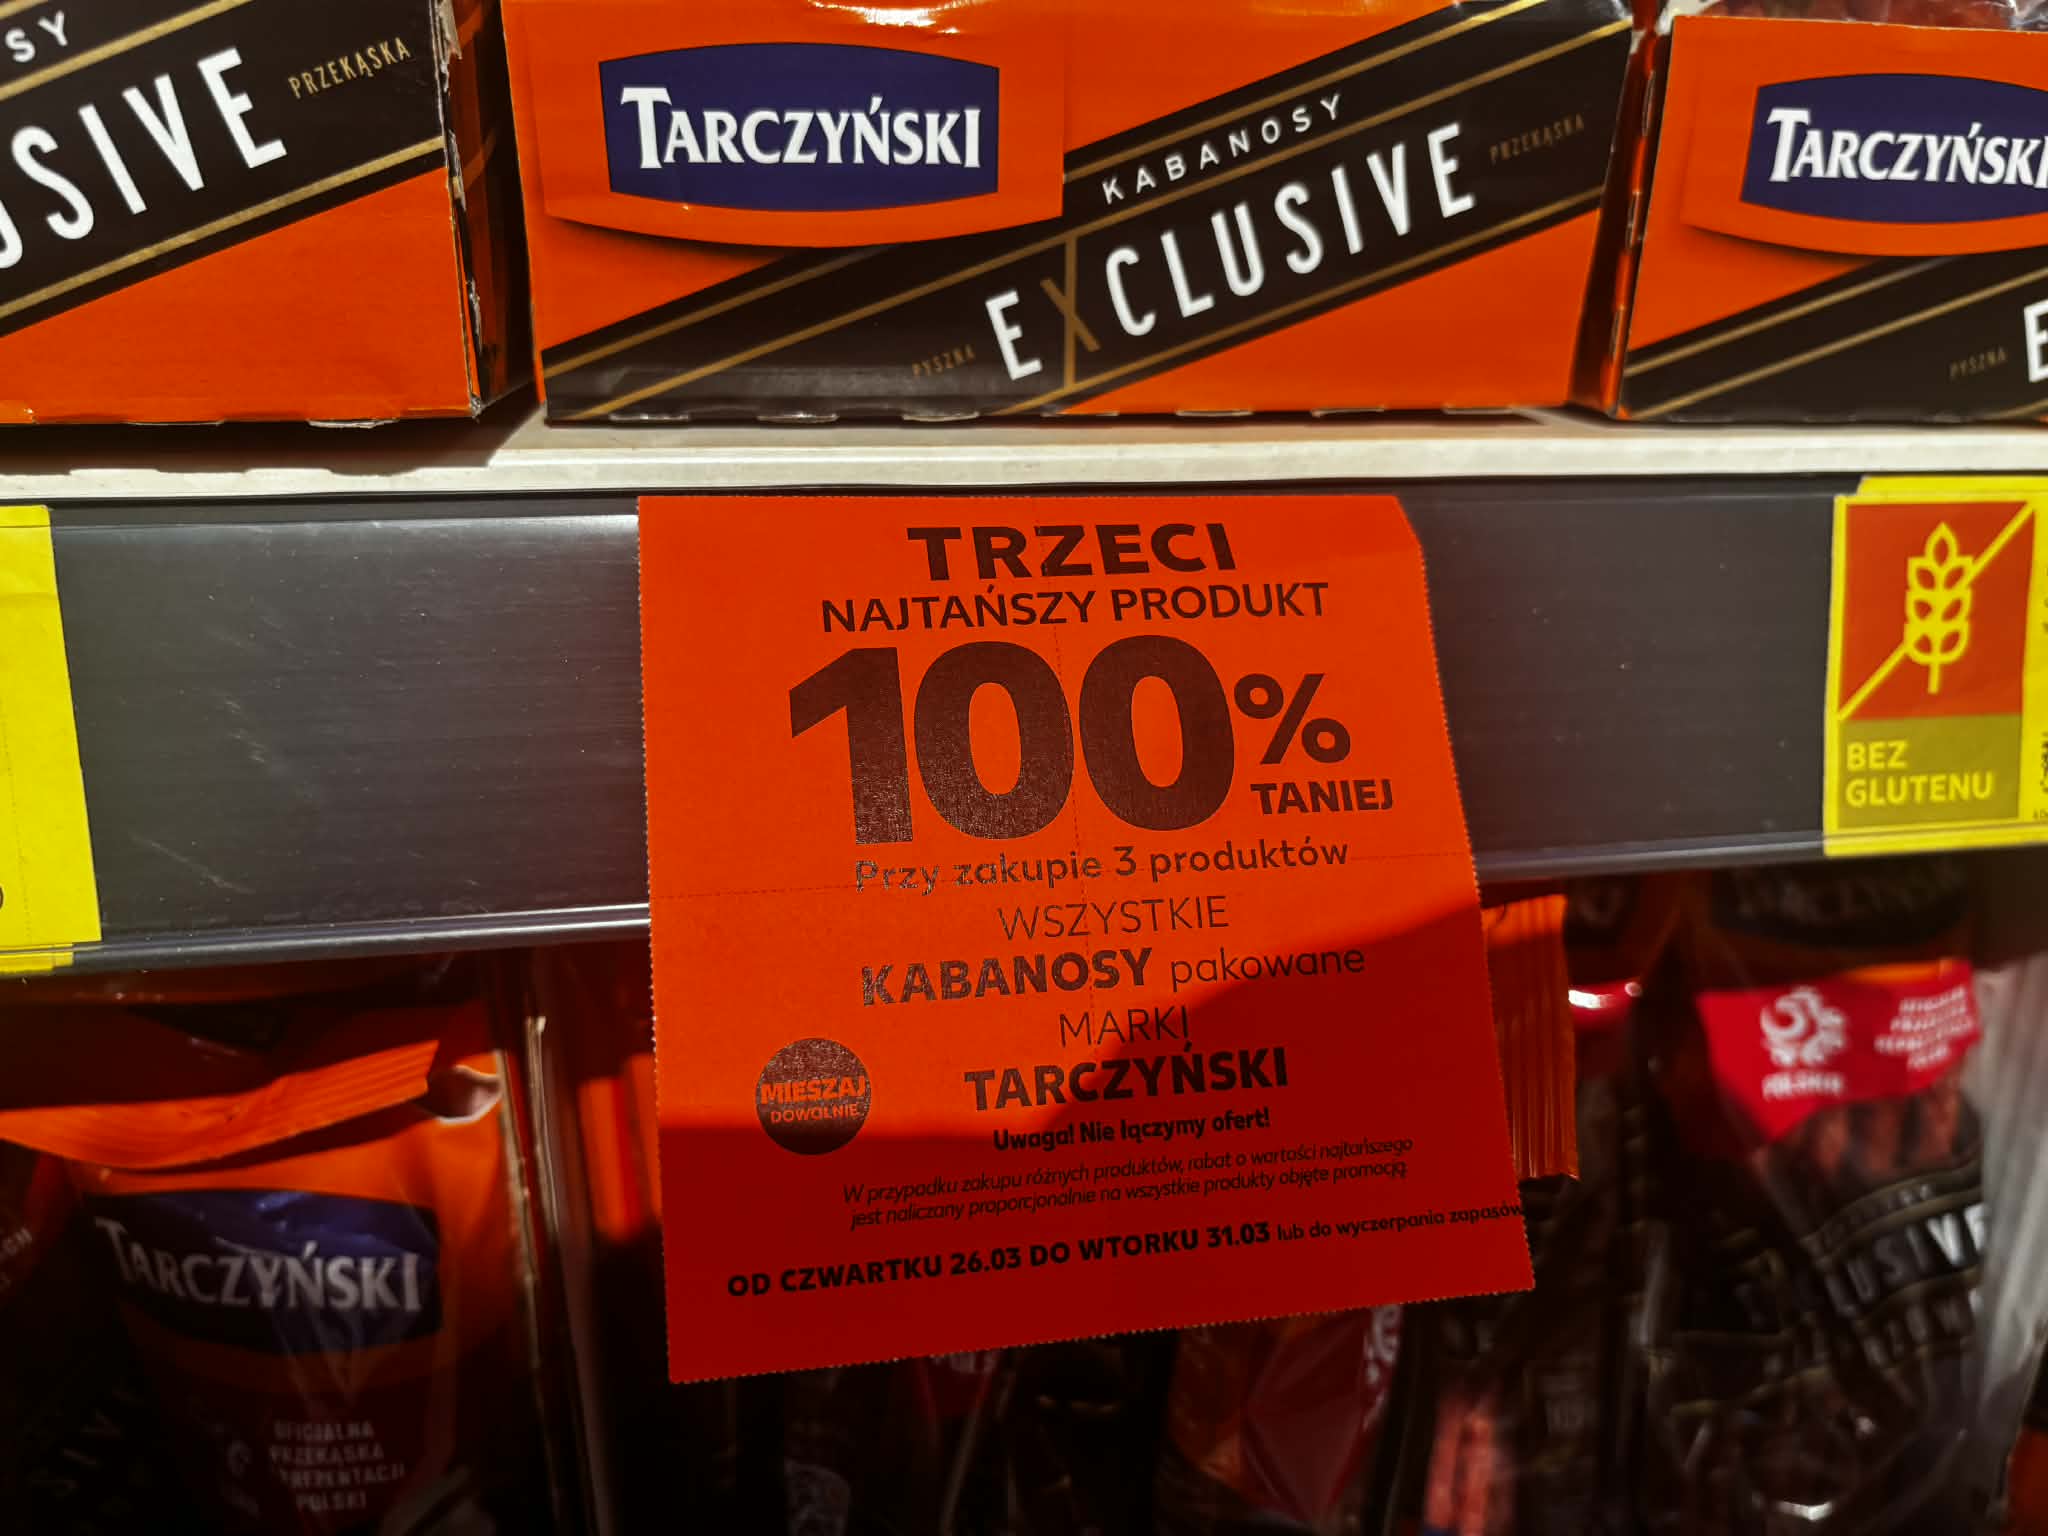 SY
USIVE PRZEKĄSKA
TARCZYŃSKI
KABANOSY
PYSZNA EXCLUSIVE PRZEKĄSKA
TARCZYŃSKI
PYSZNA E
TRZECI
NAJTAŃSZY PRODUKT
100%
TANIEJ
Przy zakupie 3 produktów
WSZYSTKIE
KABANOSY pakowane
MARKI
TARCZYŃSKI
MIESZAJ
DOWOLNIE
Uwaga! Nie łączymy ofert!
W przypadku zakupu różnych produktów, rabat o wartości najtańszego
jest naliczany proporcjonalnie na wszystkie produkty objęte promocją.
OD CZWARTKU 26.03 DO WTORKU 31.03 lub do wyczerpania zapasów
BEZ
GLUTENU
TARCZYŃSKI
OFICJALNA
PRZEKĄSKA
REPREZENTACJI
POLSKI